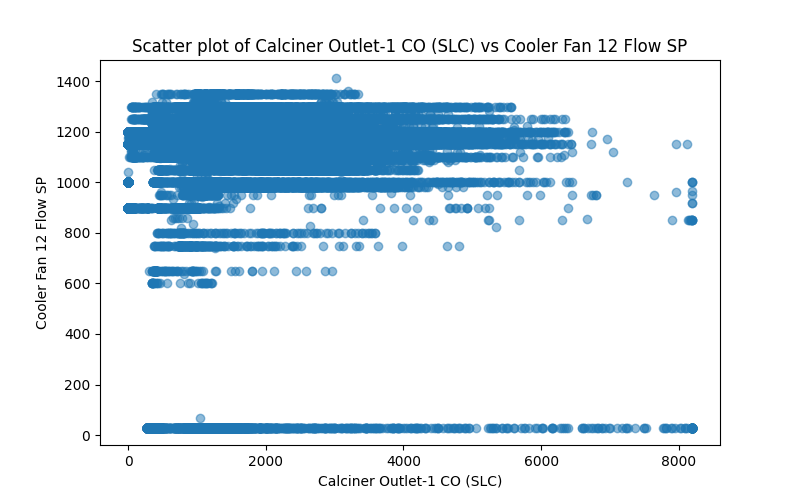 Scatter plot of Calciner Outlet-1 CO (SLC) vs Cooler Fan 12 Flow SP
1400
1200
1000
800
600
400
200
0
Cooler Fan 12 Flow SP
0 2000 4000 6000 8000
Calciner Outlet-1 CO (SLC)